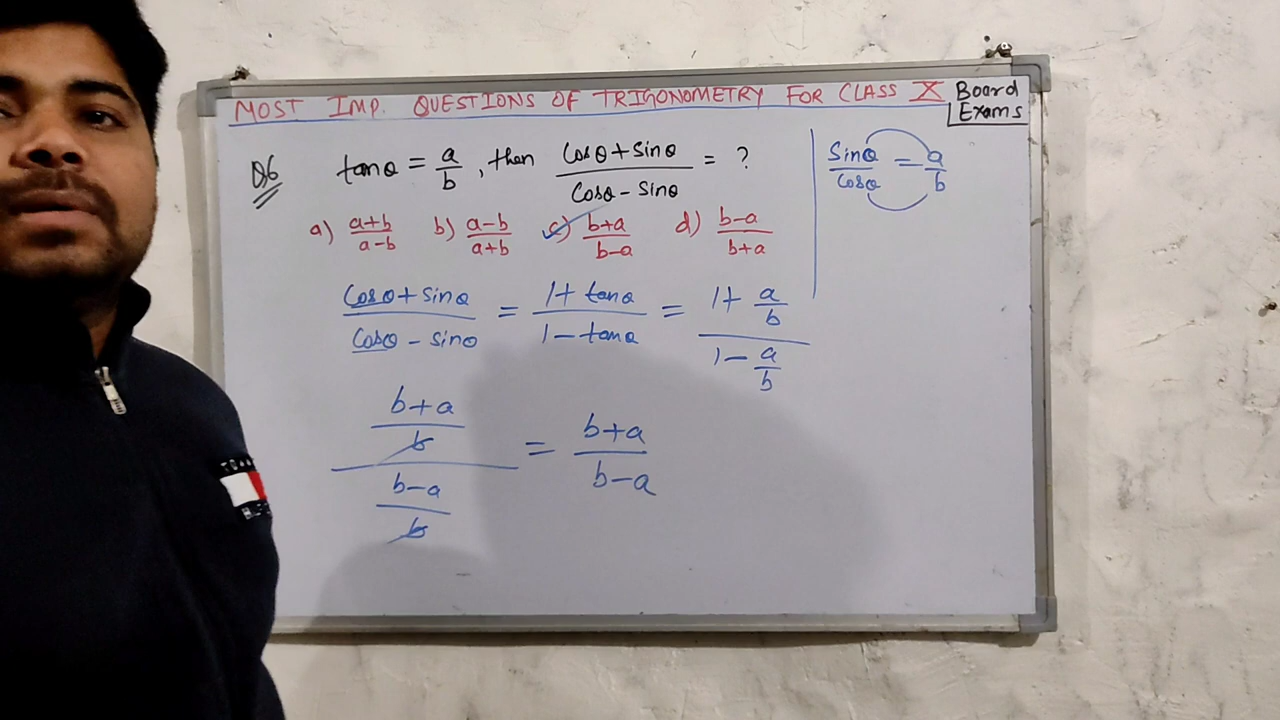 MOST IMP. QUESTIONS OF TRIGONOMETRY FOR CLASS X Board Exams
Q6 tanθ = a/b , then (Cosθ + Sinθ)/(Cosθ - Sinθ) = ?
Sinθ/Cosθ = a/b
a) (a+b)/(a-b) b) (a-b)/(a+b) c) (b+a)/(b-a) d) (b-a)/(b+a)
(Cosθ + Sinθ)/(Cosθ - Sinθ) = (1 + tanθ)/(1 - tanθ) = (1 + a/b)/(1 - a/b)
((b+a)/b)/((b-a)/b) = (b+a)/(b-a)